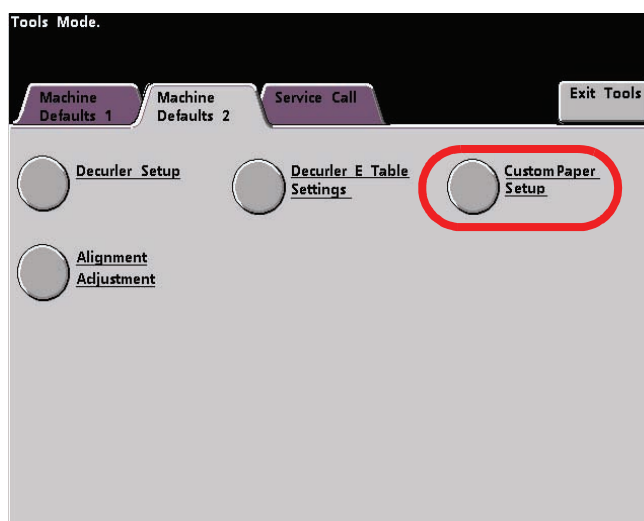 Tools Mode.
Machine
Defaults 1
Machine
Defaults 2
Service Call
Exit Tools
Decurler Setup
Decurler E Table
Settings
Custom Paper
Setup
Alignment
Adjustment